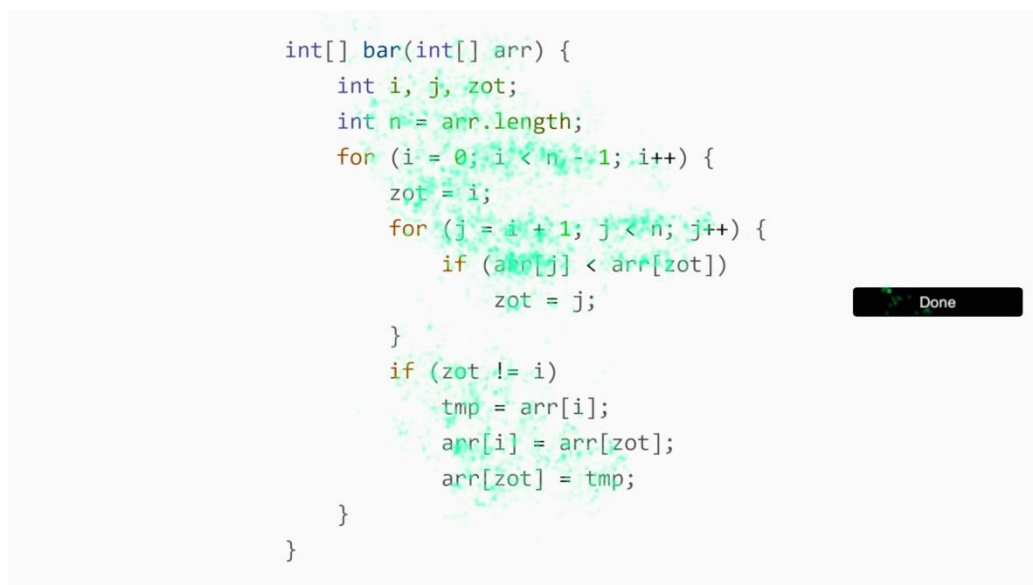 int[] bar(int[] arr) {
    int i, j, zot;
    int n = arr.length;
    for (i = 0; i < n - 1; i++) {
        zot = i;
        for (j = i + 1; j < n; j++) {
            if (arr[j] < arr[zot])
                zot = j;
        }
        if (zot != i)
            tmp = arr[i];
            arr[i] = arr[zot];
            arr[zot] = tmp;
    }
}
Done